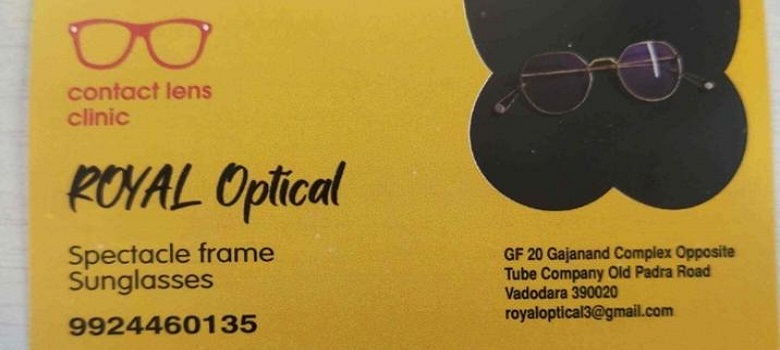 contact lens
clinic
ROYAL Optical
Spectacle frame
Sunglasses
9924460135
GF 20 Gajanand Complex Opposite
Tube Company Old Padra Road
Vadodara 390020
royaloptical3@gmail.com